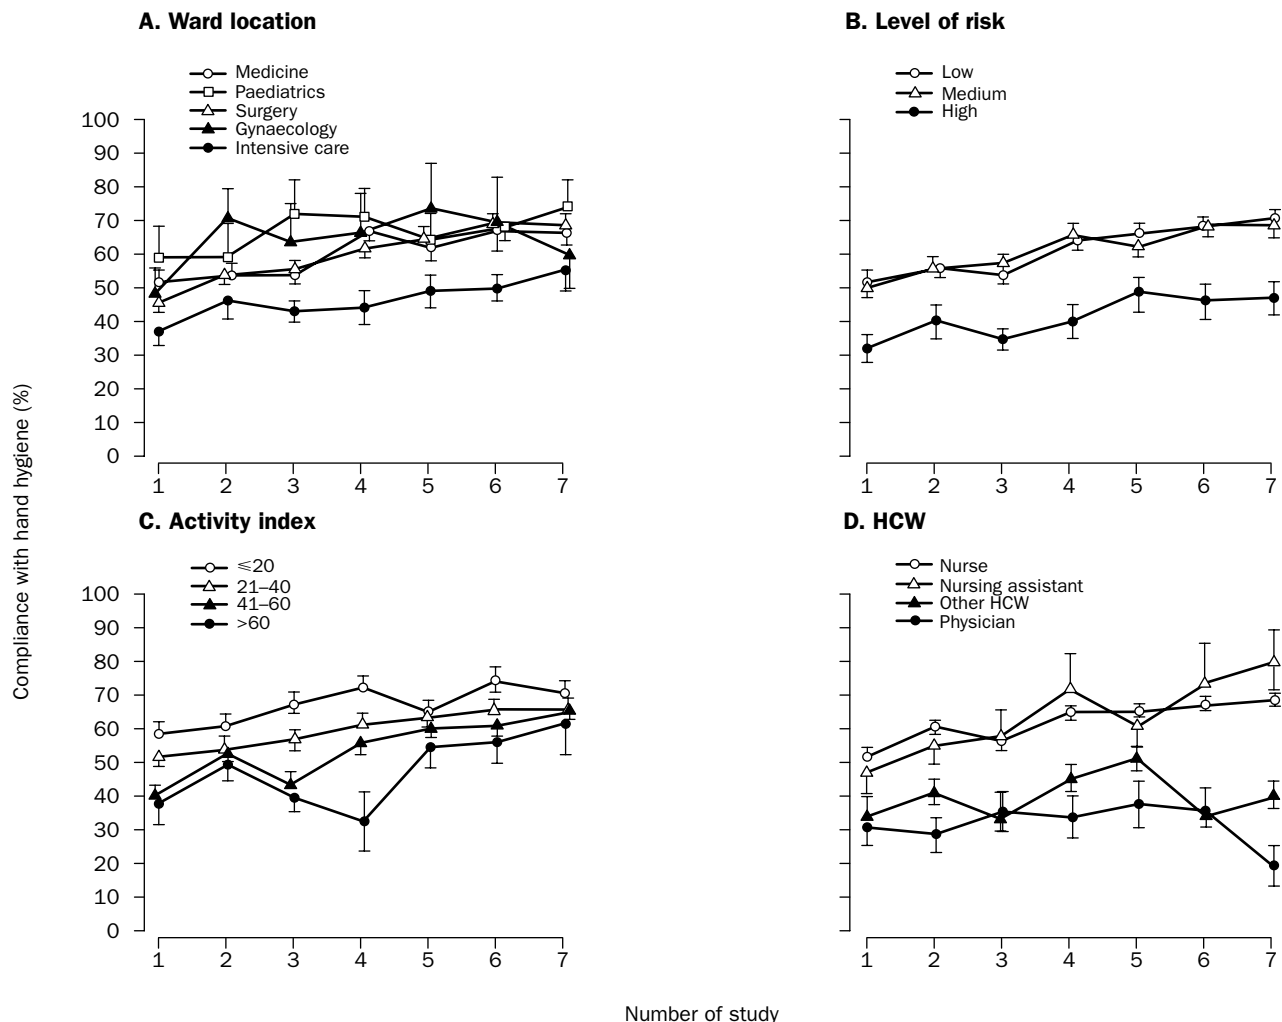 A. Ward location
Medicine
Paediatrics
Surgery
Gynaecology
Intensive care
100
90
80
70
60
50
40
30
20
10
0
1 2 3 4 5 6 7
B. Level of risk
Low
Medium
High
1 2 3 4 5 6 7
Compliance with hand hygiene (%)
C. Activity index
⩽20
21–40
41–60
>60
100
90
80
70
60
50
40
30
20
10
0
1 2 3 4 5 6 7
D. HCW
Nurse
Nursing assistant
Other HCW
Physician
1 2 3 4 5 6 7
Number of study